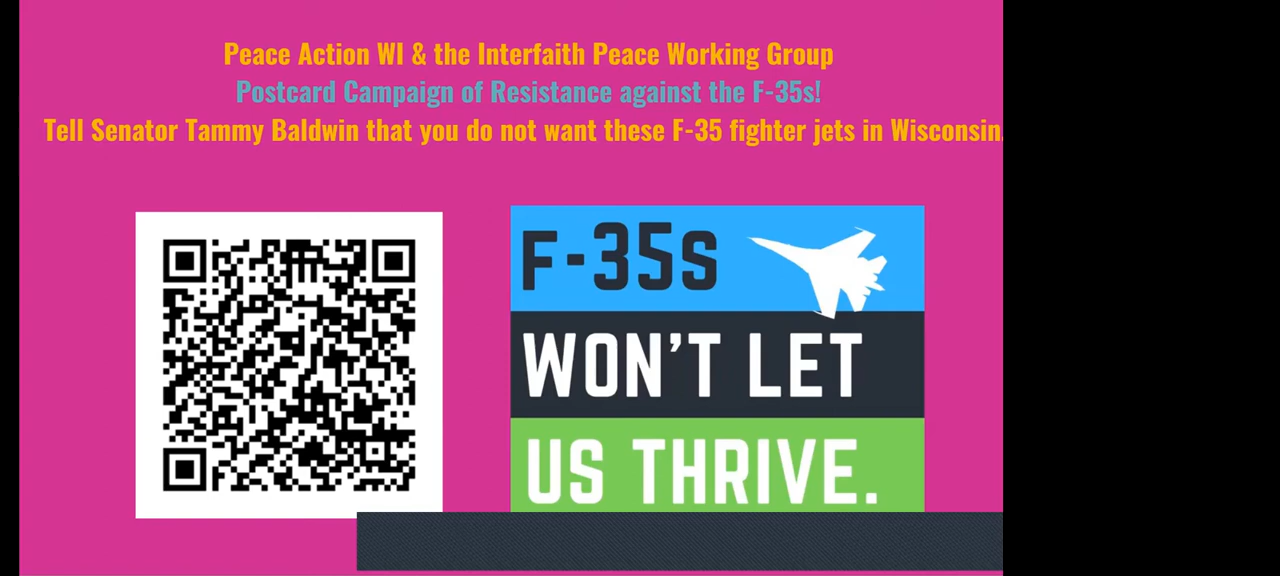 Peace Action WI & the Interfaith Peace Working Group
Postcard Campaign of Resistance against the F-35s!
Tell Senator Tammy Baldwin that you do not want these F-35 fighter jets in Wisconsin.
F-35s
WON'T LET
US THRIVE.